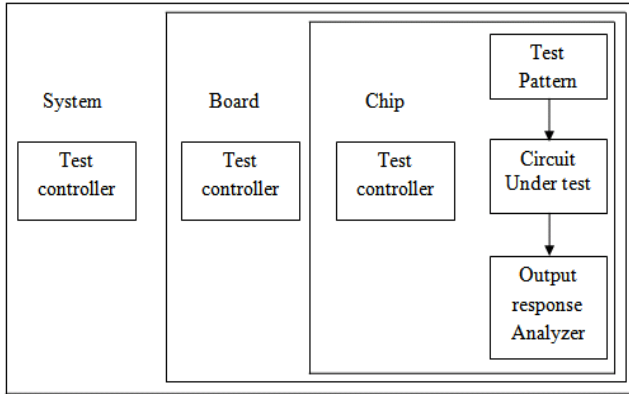 System
Test
controller
Board
Test
controller
Chip
Test
controller
Test
Pattern
Circuit
Under test
Output
response
Analyzer